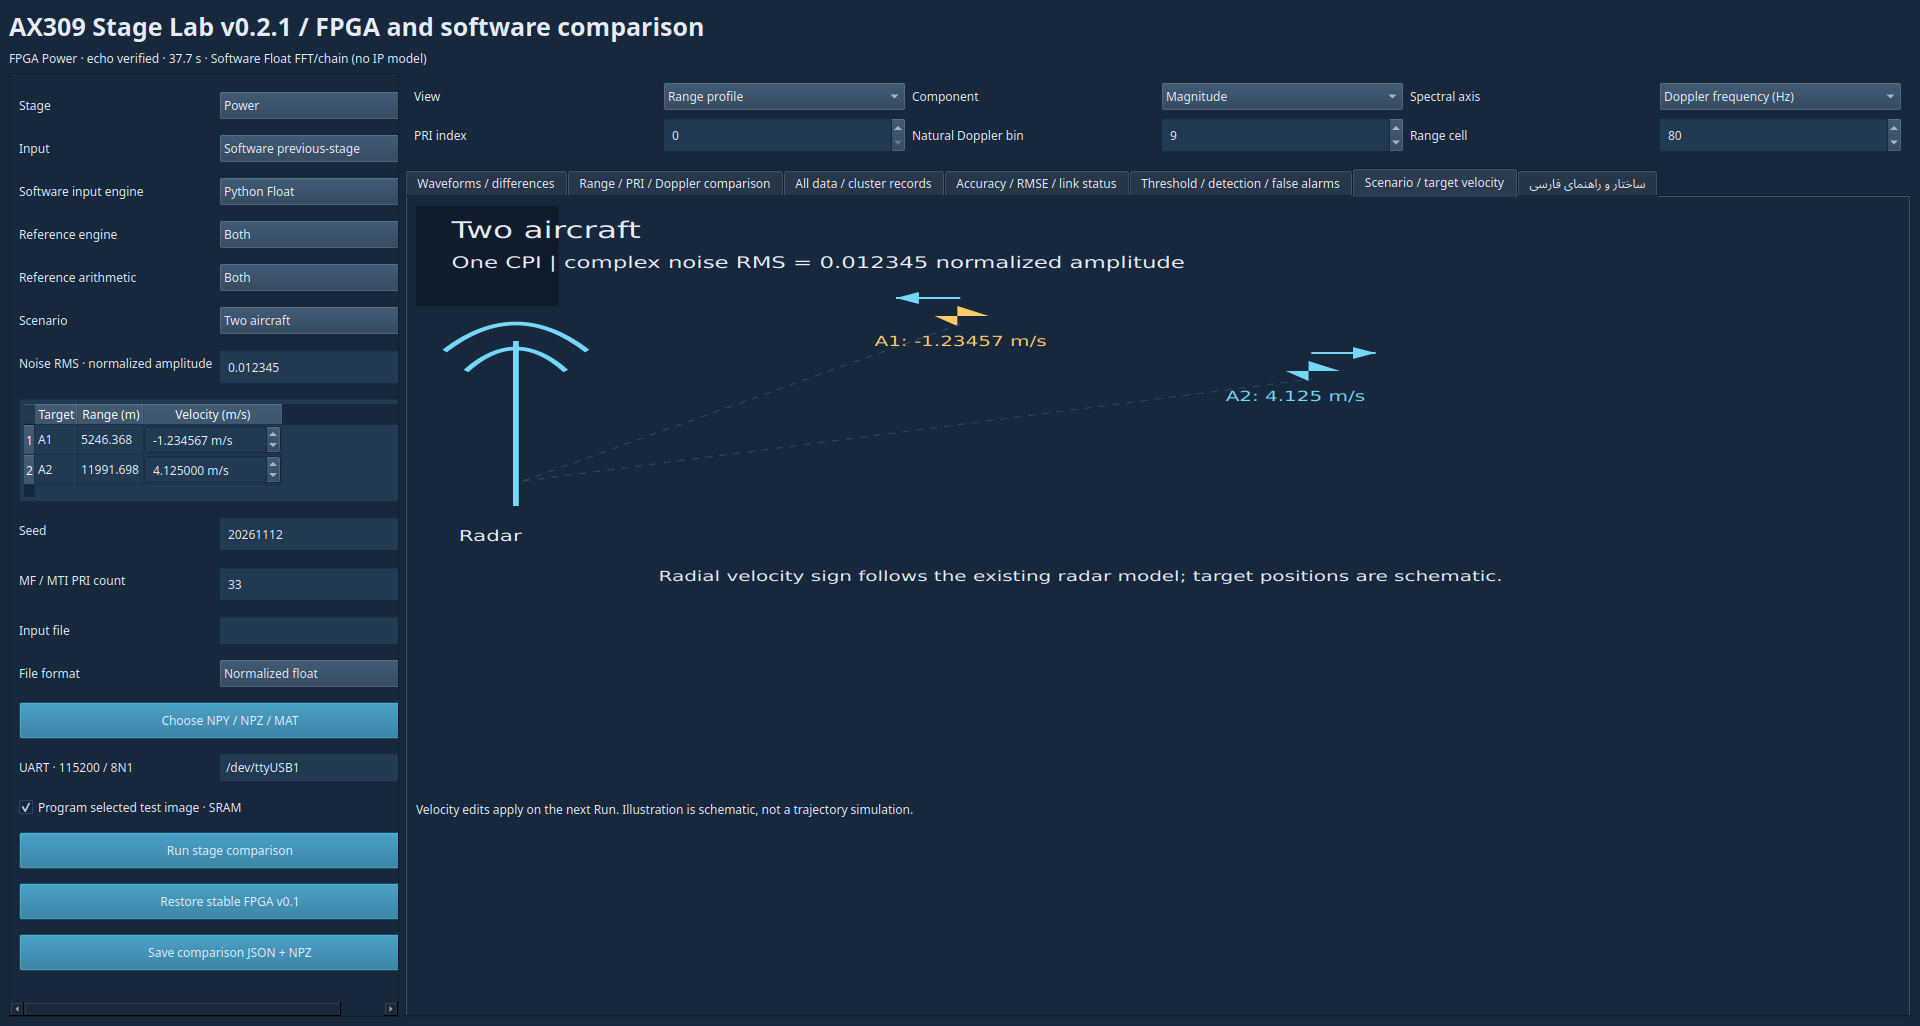 AX309 Stage Lab v0.2.1 / FPGA and software comparison
FPGA Power · echo verified · 37.7 s · Software Float FFT/chain (no IP model)
Stage Power
Input Software previous-stage
Software input engine Python Float
Reference engine Both
Reference arithmetic Both
Scenario Two aircraft
Noise RMS · normalized amplitude 0.012345
Target Range (m) Velocity (m/s)
1 A1 5246.368 -1.234567 m/s
2 A2 11991.698 4.125000 m/s
Seed 20261112
MF / MTI PRI count 33
Input file
File format Normalized float
Choose NPY / NPZ / MAT
UART · 115200 / 8N1 /dev/ttyUSB1
Program selected test image · SRAM
Run stage comparison
Restore stable FPGA v0.1
Save comparison JSON + NPZ
View Range profile Component Magnitude Spectral axis Doppler frequency (Hz)
PRI index 0 Natural Doppler bin 9 Range cell 80
Waveforms / differences Range / PRI / Doppler comparison All data / cluster records Accuracy / RMSE / link status Threshold / detection / false alarms Scenario / target velocity ساختار و راهنمای فارسی
Two aircraft
One CPI | complex noise RMS = 0.012345 normalized amplitude
A1: -1.23457 m/s
A2: 4.125 m/s
Radar
Radial velocity sign follows the existing radar model; target positions are schematic.
Velocity edits apply on the next Run. Illustration is schematic, not a trajectory simulation.